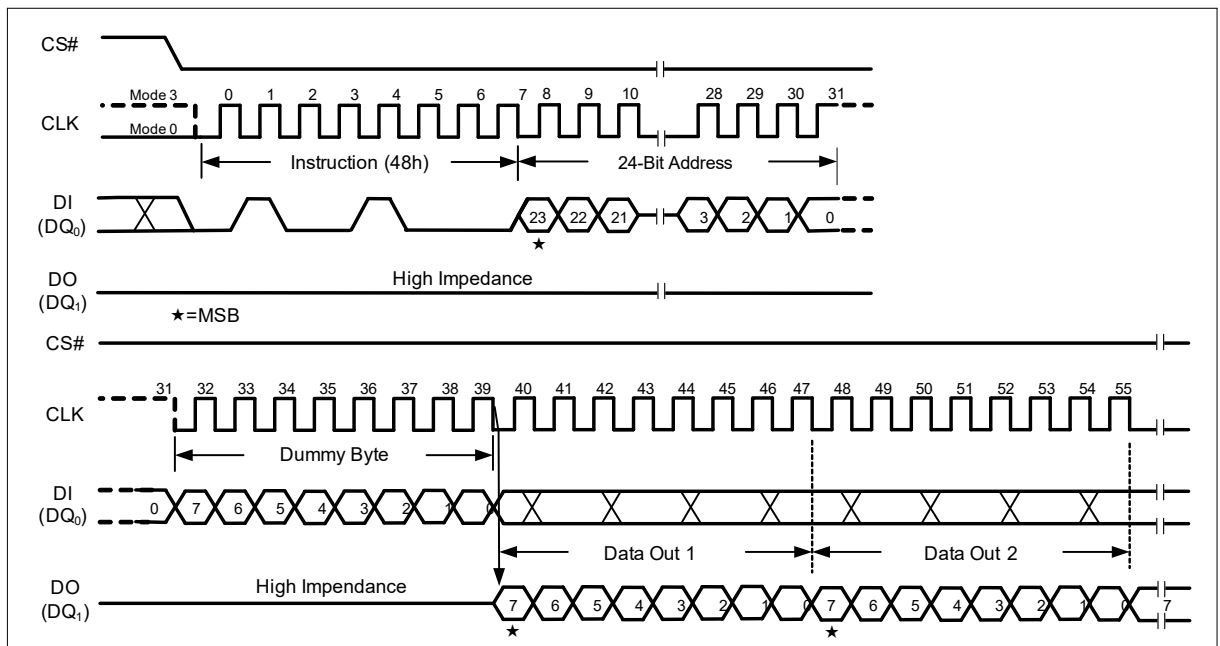 CS#
Mode 3 0 1 2 3 4 5 6 7 8 9 10 28 29 30 31
CLK
Mode 0
Instruction (48h) 24-Bit Address
DI
(DQ0) 23 22 21 3 2 1 0
★
DO High Impedance
(DQ1)
★=MSB
CS#
31 32 33 34 35 36 37 38 39 40 41 42 43 44 45 46 47 48 49 50 51 52 53 54 55
CLK
Dummy Byte
DI
(DQ0) 0 7 6 5 4 3 2 1 0
Data Out 1 Data Out 2
DO High Impendance
(DQ1) 7 6 5 4 3 2 1 0 7 6 5 4 3 2 1 0 7
★ ★